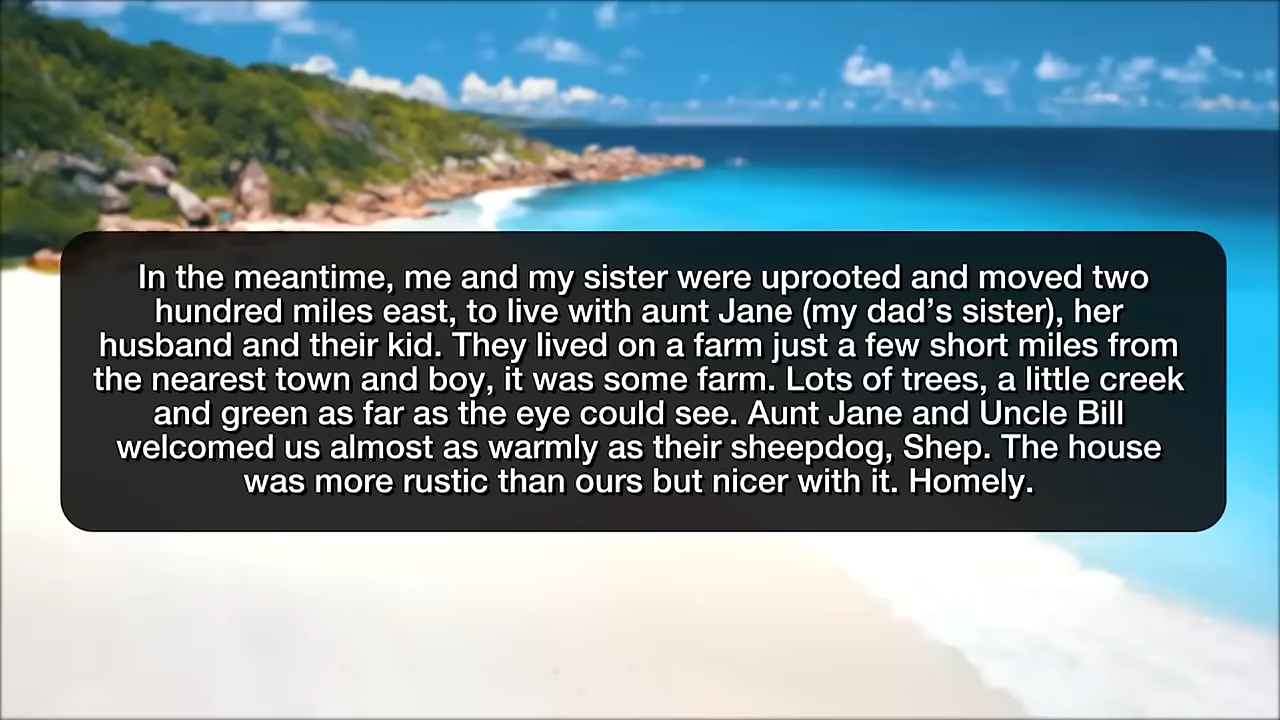 In the meantime, me and my sister were uprooted and moved two
hundred miles east, to live with aunt Jane (my dad’s sister), her
husband and their kid. They lived on a farm just a few short miles from
the nearest town and boy, it was some farm. Lots of trees, a little creek
and green as far as the eye could see. Aunt Jane and Uncle Bill
welcomed us almost as warmly as their sheepdog, Shep. The house
was more rustic than ours but nicer with it. Homely.